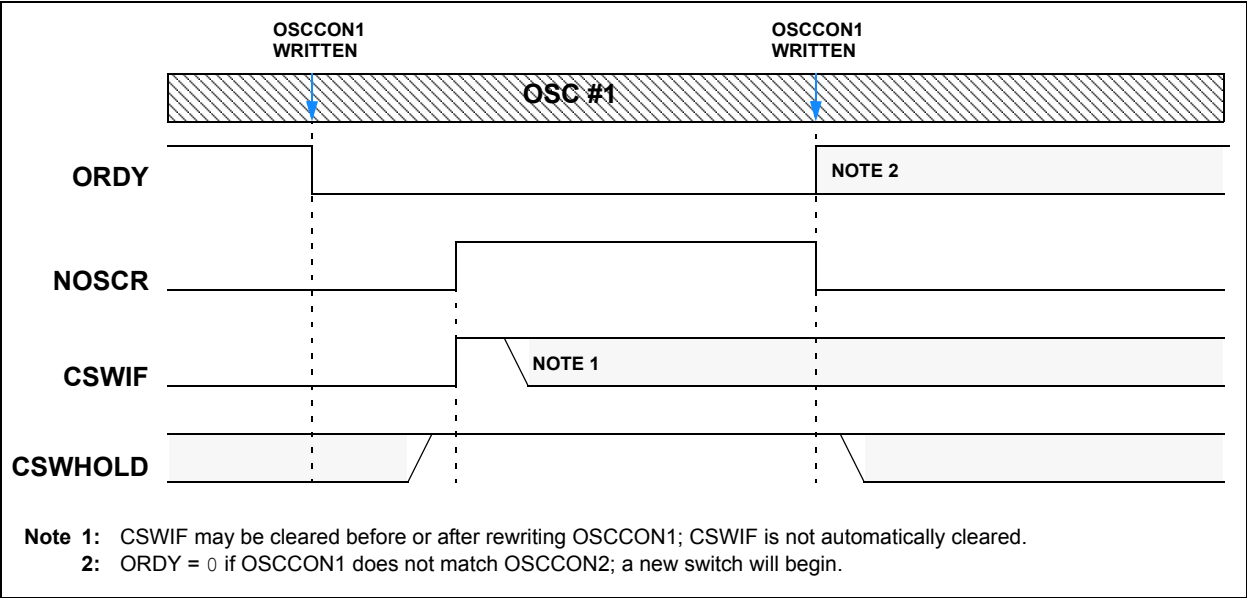 OSCCON1 OSCCON1
WRITTEN WRITTEN
OSC #1
ORDY NOTE 2
NOSCR
CSWIF NOTE 1
CSWHOLD
Note 1: CSWIF may be cleared before or after rewriting OSCCON1; CSWIF is not automatically cleared.
2: ORDY = 0 if OSCCON1 does not match OSCCON2; a new switch will begin.